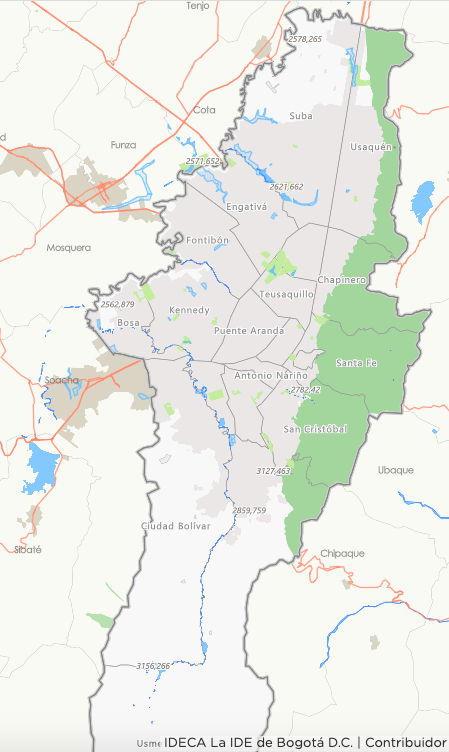 Tenjo
2578,265
Cota
Suba
d
Funza
Usaquén
2571,652
2621,662
Engativá
Mosquera
Fontibón
Chapinero
Teusaquillo
2562,879
Kennedy
Bosa
Puente Aranda
Santa Fe
Soacha
Antonio Nariño
2782,42
San Cristóbal
3127,463
Ubaque
2859,759
Ciudad Bolívar
Sibaté
Chipaque
3156,266
Usme
IDECA La IDE de Bogotá D.C. | Contribuidor